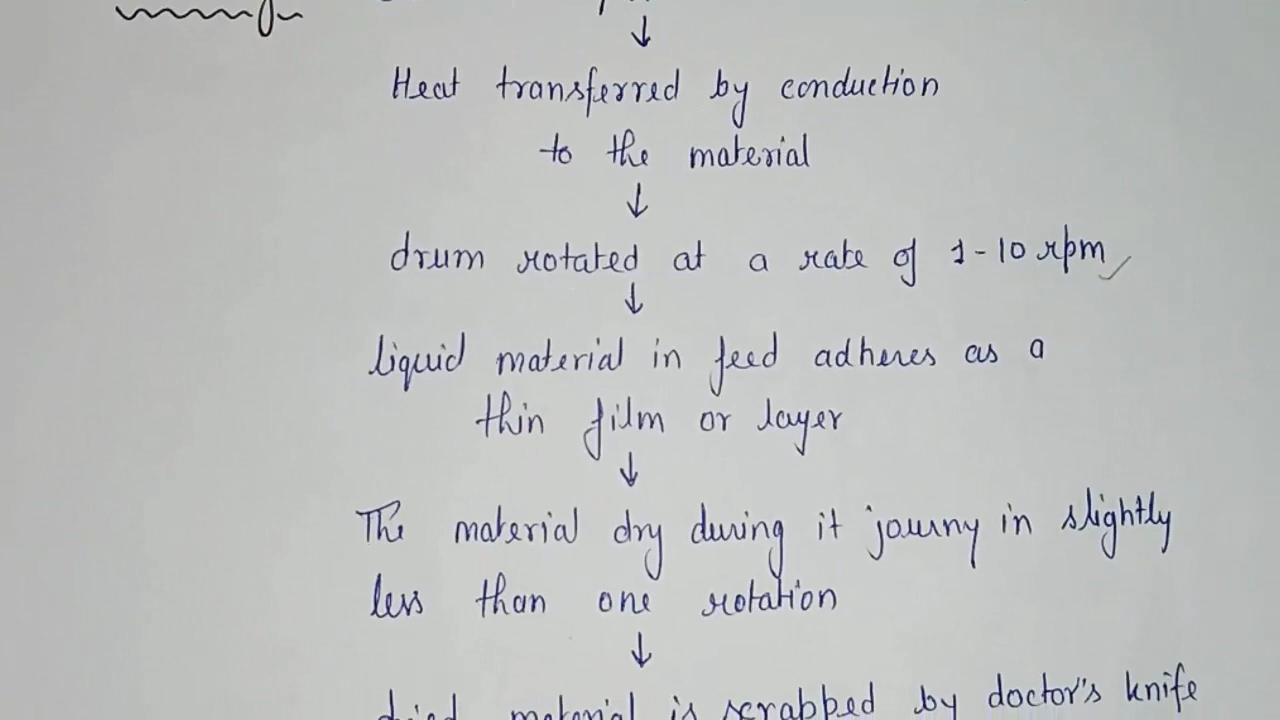 ↓
Heat transferred by conduction
to the material
↓
drum rotated at a rate of 1-10 rpm
↓
liquid material in feed adheres as a
thin film or layer
↓
The material dry during it journy in slightly
less than one rotation
↓
dried material is scrabbed by doctor's knife